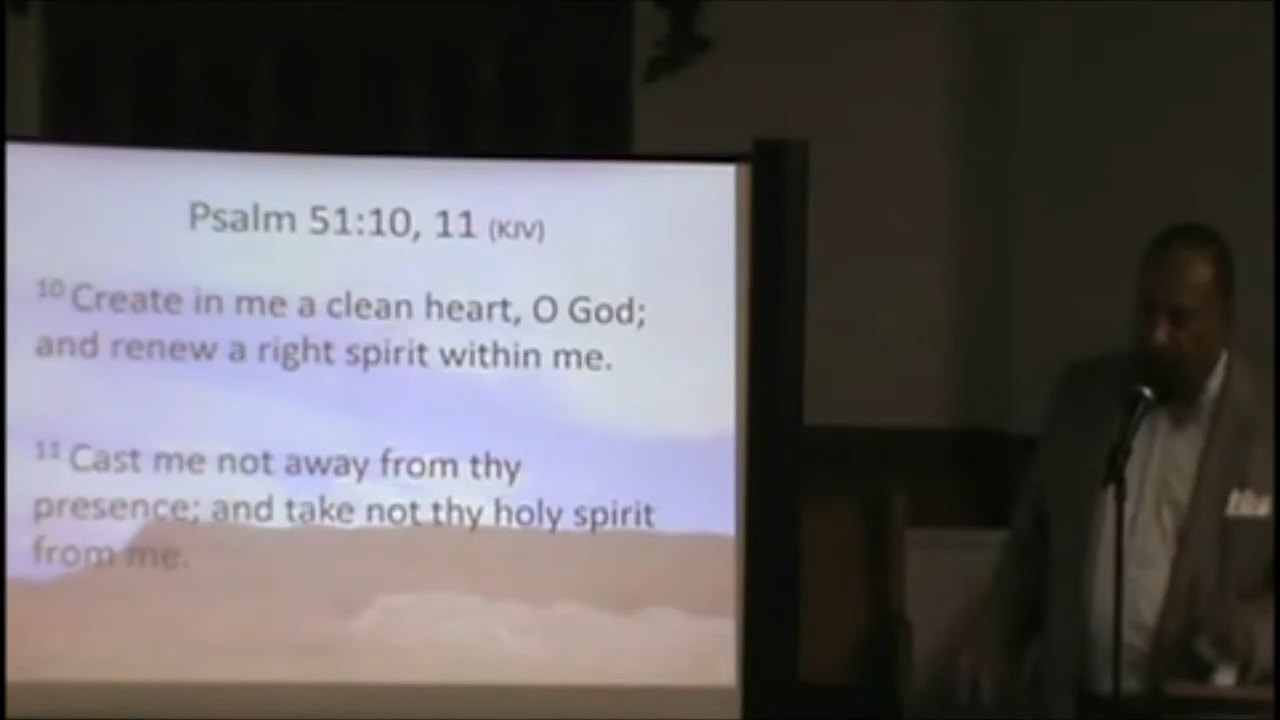 Psalm 51:10, 11 (KJV)
10 Create in me a clean heart, O God;
and renew a right spirit within me.
11 Cast me not away from thy
presence; and take not thy holy spirit
from me.